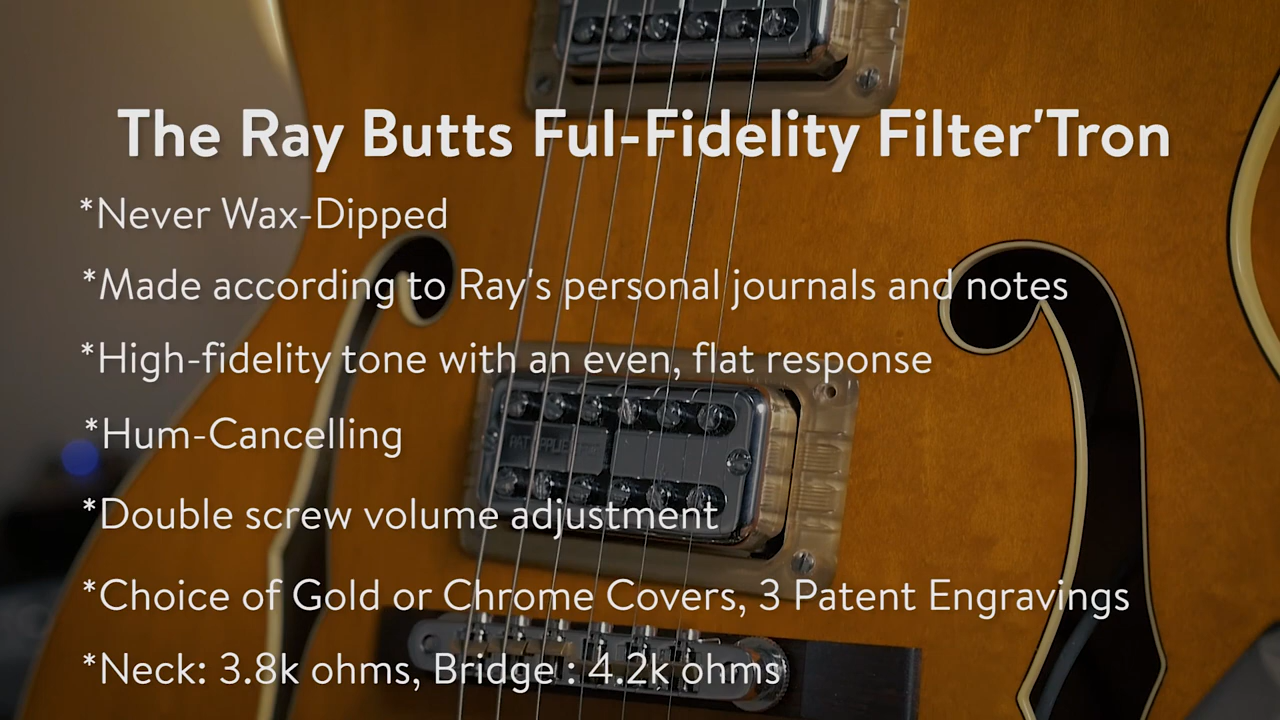 The Ray Butts Ful-Fidelity Filter'Tron
*Never Wax-Dipped
*Made according to Ray's personal journals and notes
*High-fidelity tone with an even, flat response
*Hum-Cancelling
*Double screw volume adjustment
*Choice of Gold or Chrome Covers, 3 Patent Engravings
*Neck: 3.8k ohms, Bridge : 4.2k ohms